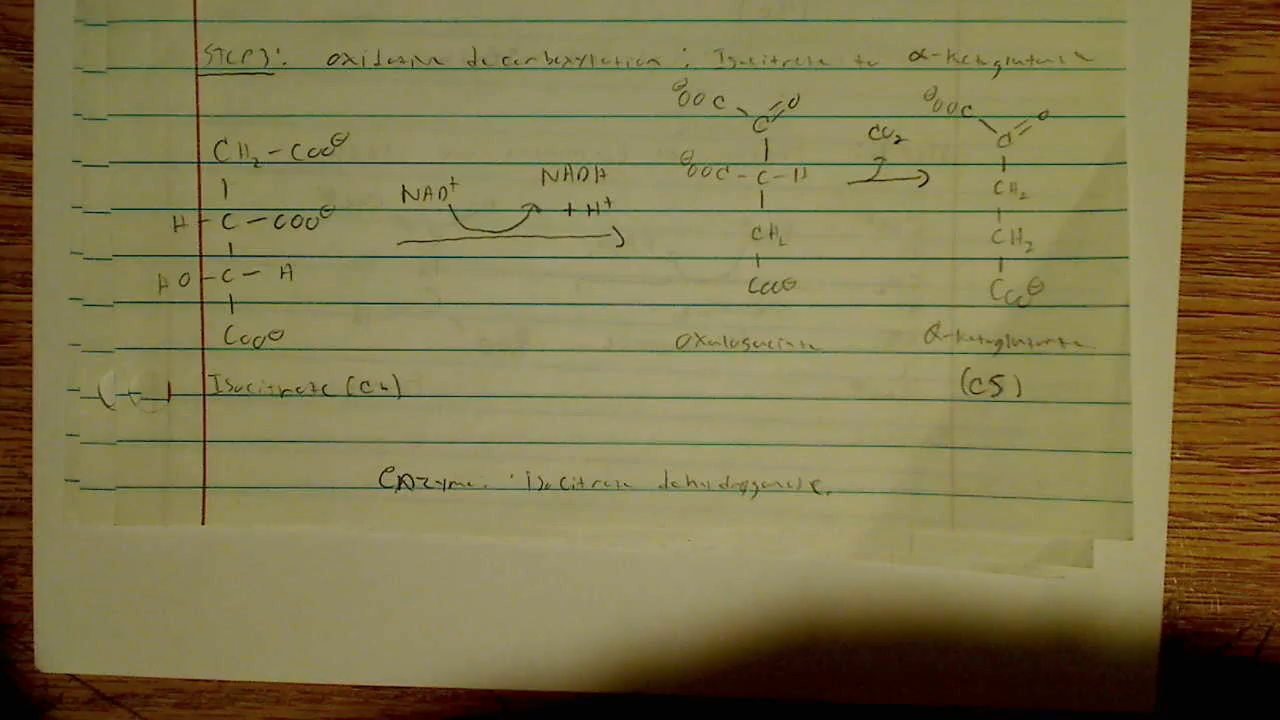 STEP 3: oxidative decarboxylation: Isocitrate to α-ketoglutarate
⊖OOC C=O
⊖OOC C=O
CH₂-COO⊖
NAD⁺ NADH + H⁺
CO₂
H-C-COO⊖
⊖OOC-C-H
CH₂
HO-C-H
CH₂
CH₂
COO⊖
COO⊖
COO⊖
oxalosuccinate α-ketoglutarate
Isocitrate (C6) (C5)
Enzyme: isocitrate dehydrogenase.